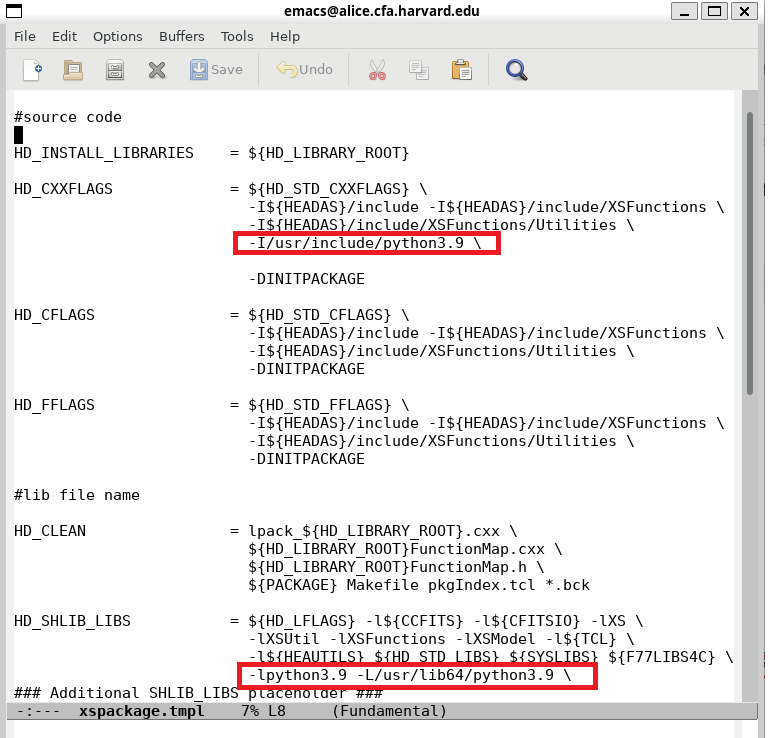 emacs@alice.cfa.harvard.edu
File Edit Options Buffers Tools Help
Save Undo
#source code
HD_INSTALL_LIBRARIES = ${HD_LIBRARY_ROOT}
HD_CXXFLAGS = ${HD_STD_CXXFLAGS} \
-I${HEADAS}/include -I${HEADAS}/include/XSFunctions \
-I${HEADAS}/include/XSFunctions/Utilities \
-I/usr/include/python3.9 \
-DINITPACKAGE
HD_CFLAGS = ${HD_STD_CFLAGS} \
-I${HEADAS}/include -I${HEADAS}/include/XSFunctions \
-I${HEADAS}/include/XSFunctions/Utilities \
-DINITPACKAGE
HD_FFLAGS = ${HD_STD_FFLAGS} \
-I${HEADAS}/include -I${HEADAS}/include/XSFunctions \
-I${HEADAS}/include/XSFunctions/Utilities \
-DINITPACKAGE
#lib file name
HD_CLEAN = lpack_${HD_LIBRARY_ROOT}.cxx \
${HD_LIBRARY_ROOT}FunctionMap.cxx \
${HD_LIBRARY_ROOT}FunctionMap.h \
${PACKAGE} Makefile pkgIndex.tcl *.bck
HD_SHLIB_LIBS = ${HD_LFLAGS} -l${CCFITS} -l${CFITSIO} -lXS \
-lXSUtil -lXSFunctions -lXSModel -l${TCL} \
-l${HEAUTILS} ${HD_STD_LIBS} ${SYSLIBS} ${F77LIBS4C} \
-lpython3.9 -L/usr/lib64/python3.9 \
### Additional SHLIB_LIBS placeholder ###
-:--- xspackage.tmpl 7% L8 (Fundamental)